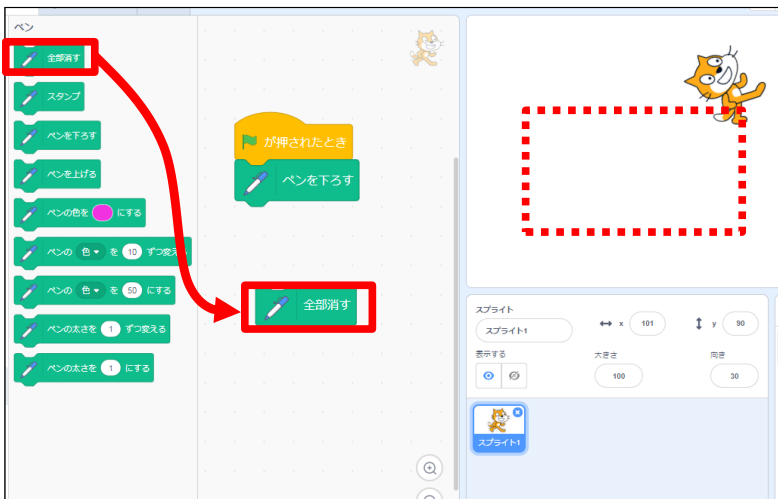 ペン
全部消す
スタンプ
ペンを下ろす
ペンを上げる
ペンの色を にする
ペンの 色 を 10 ずつ変える
ペンの 色 を 50 にする
ペンの太さを 1 ずつ変える
ペンの太さを 1 にする
が押されたとき
ペンを下ろす
全部消す
スプライト
スプライト1
x 101
y 90
表示する
大きさ
100
向き
30
スプライト1